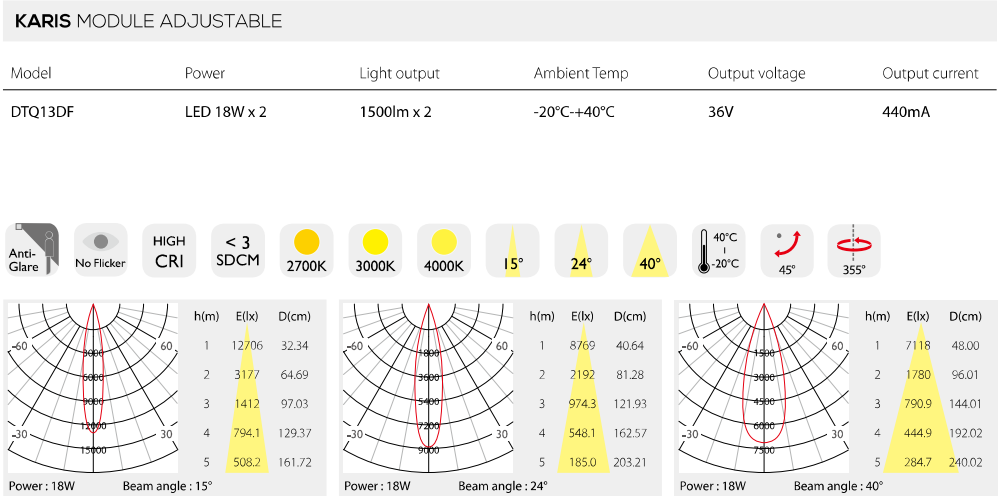 KARIS MODULE ADJUSTABLE
Model Power Light output Ambient Temp Output voltage Output current
DTQ13DF LED 18W x 2 1500lm x 2 -20°C-+40°C 36V 440mA
Anti-
Glare
No Flicker
HIGH
CRI
< 3
SDCM
2700K
3000K
4000K
15°
24°
40°
40°C
-20°C
45°
355°
h(m) E(lx) D(cm)
1 12706 32.34
2 3177 64.69
3 1412 97.03
4 794.1 129.37
5 508.2 161.72
-60 60
3000
6000
9000
12000
-30 30
15000
Power : 18W Beam angle : 15°
h(m) E(lx) D(cm)
1 8769 40.64
2 2192 81.28
3 974.3 121.93
4 548.1 162.57
5 185.0 203.21
-60 60
1800
3600
5400
7200
-30 30
9000
Power : 18W Beam angle : 24°
h(m) E(lx) D(cm)
1 7118 48.00
2 1780 96.01
3 790.9 144.01
4 444.9 192.02
5 284.7 240.02
-60 60
1500
3000
4500
6000
-30 30
7500
Power : 18W Beam angle : 40°